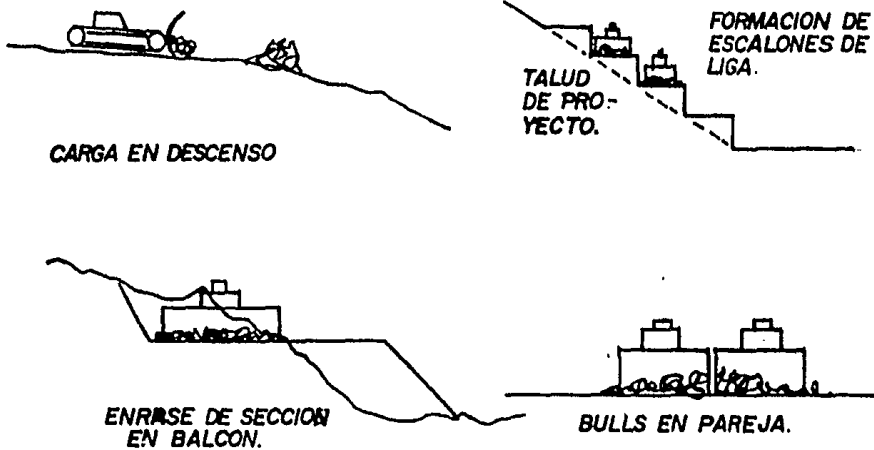 FORMACION DE
ESCALONES DE
LIGA.
TALUD
DE PRO-
YECTO.
CARGA EN DESCENSO
ENRASE DE SECCION
EN BALCON.
BULLS EN PAREJA.